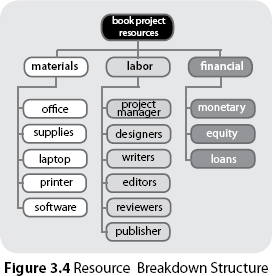 book project
resources
materials
labor
financial
office
supplies
laptop
printer
software
project
manager
designers
writers
editors
reviewers
publisher
monetary
equity
loans
Figure 3.4 Resource Breakdown Structure